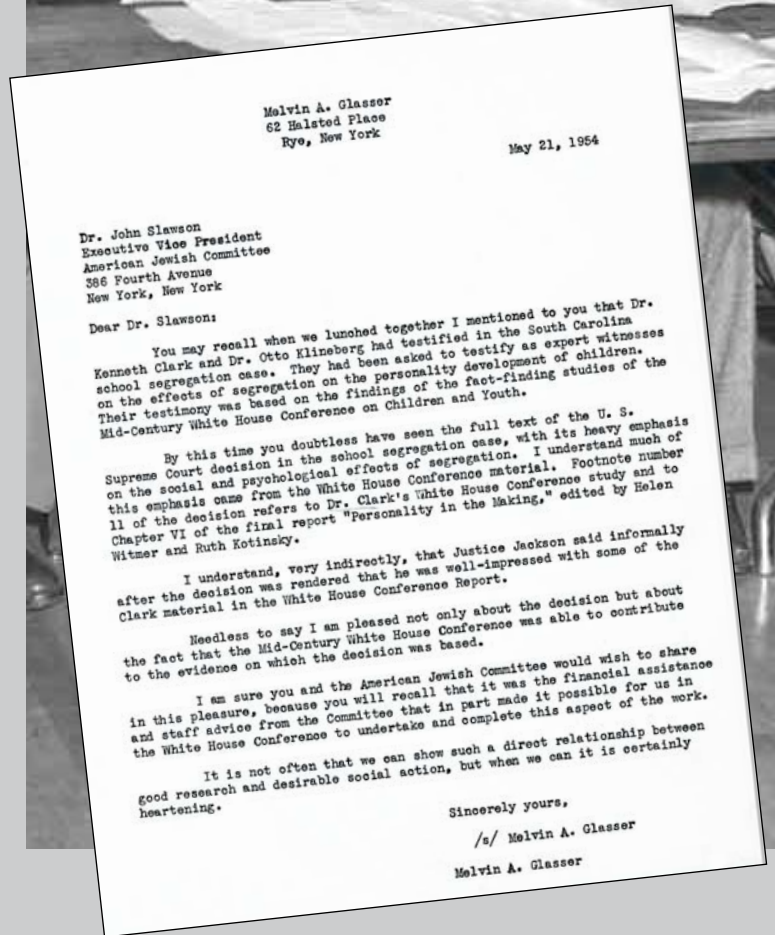 Melvin A. Glasser
62 Halsted Place
Rye, New York
May 21, 1954
Dr. John Slawson
Executive Vice President
American Jewish Committee
386 Fourth Avenue
New York, New York
Dear Dr. Slawson:
You may recall when we lunched together I mentioned to you that Dr.
Kenneth Clark and Dr. Otto Klineberg had testified in the South Carolina
school segregation case. They had been asked to testify as expert witnesses
on the effects of segregation on the personality development of children.
Their testimony was based on the findings of the fact-finding studies of the
Mid-Century White House Conference on Children and Youth.
By this time you doubtless have seen the full text of the U. S.
Supreme Court decision in the school segregation case, with its heavy emphasis
on the social and psychological effects of segregation. I understand much of
this emphasis came from the White House Conference material. Footnote number
11 of the decision refers to Dr. Clark's White House Conference study and to
Chapter VI of the final report "Personality in the Making," edited by Helen
Witmer and Ruth Kotinsky.
I understand, very indirectly, that Justice Jackson said informally
after the decision was rendered that he was well-impressed with some of the
Clark material in the White House Conference Report.
Needless to say I am pleased not only about the decision but about
the fact that the Mid-Century White House Conference was able to contribute
to the evidence on which the decision was based.
I am sure you and the American Jewish Committee would wish to share
in this pleasure, because you will recall that it was the financial assistance
and staff advice from the Committee that in part made it possible for us in
the White House Conference to undertake and complete this aspect of the work.
It is not often that we can show such a direct relationship between
good research and desirable social action, but when we can it is certainly
heartening.
Sincerely yours,
/s/ Melvin A. Glasser
Melvin A. Glasser